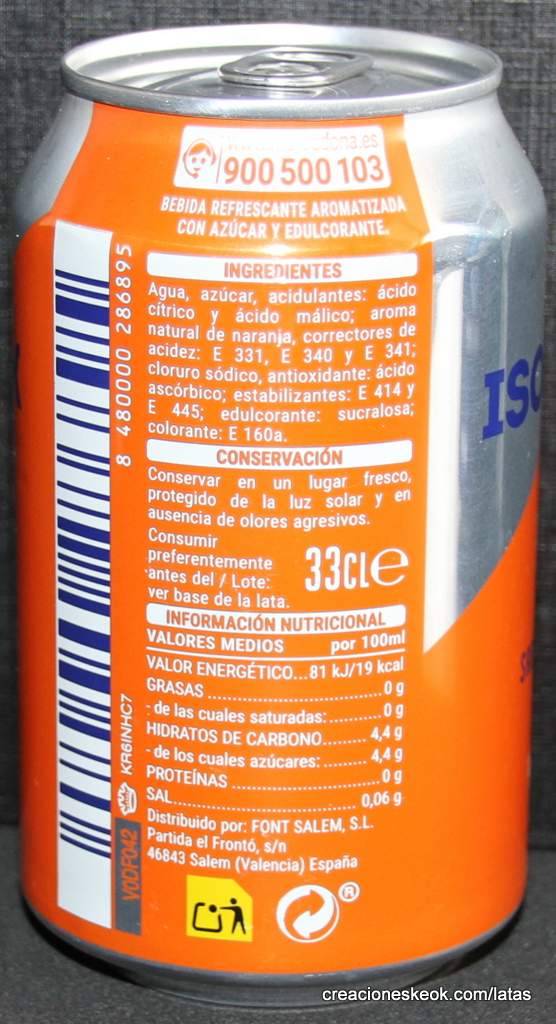 900 500 103
BEBIDA REFRESCANTE AROMATIZADA
CON AZÚCAR Y EDULCORANTE.
INGREDIENTES
Agua, azúcar, acidulantes: ácido
cítrico y ácido málico; aroma
natural de naranja, correctores de
acidez: E 331, E 340 y E 341;
cloruro sódico, antioxidante: ácido
ascórbico; estabilizantes: E 414 y
E 445; edulcorante: sucralosa;
colorante: E 160a.
CONSERVACIÓN
Conservar en un lugar fresco,
protegido de la luz solar y en
ausencia de olores agresivos.
Consumir
preferentemente
antes del / Lote:
ver base de la lata.
33CL e
INFORMACIÓN NUTRICIONAL
VALORES MEDIOS por 100ml
VALOR ENERGÉTICO...81 kJ/19 kcal
GRASAS ........ 0 g
- de las cuales saturadas: ........ 0 g
HIDRATOS DE CARBONO........ 4,4 g
- de los cuales azúcares: ........ 4,4 g
PROTEÍNAS ........ 0 g
SAL........ 0,06 g
Distribuido por: FONT SALEM, S.L.
Partida el Frontó, s/n
46843 Salem (Valencia) España
®
8 480000 286895
KR6INHC7
V0DF042
ISO
creacioneskeok.com/latas